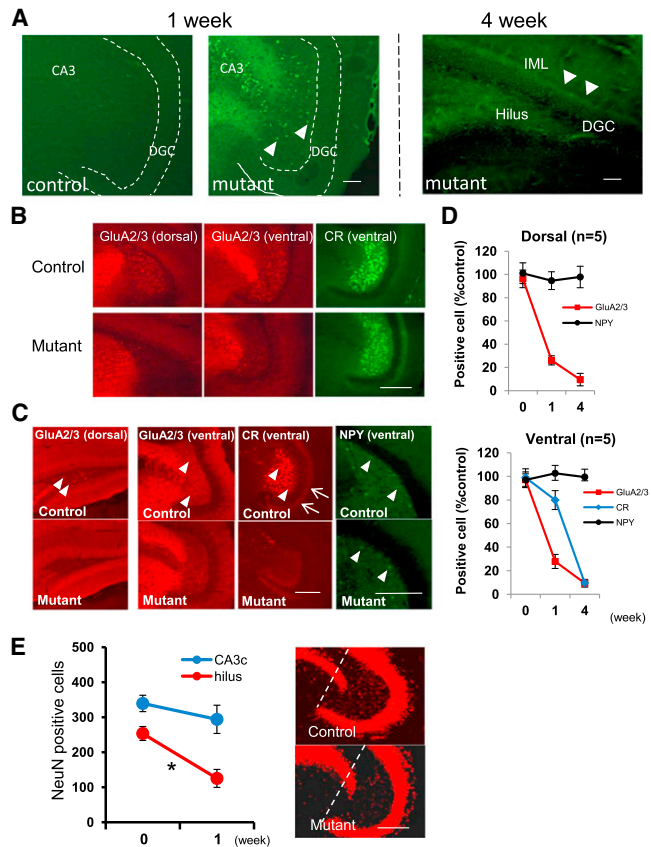 A
1 week
4 week
CA3
DGC
control
CA3
DGC
mutant
IML
Hilus
DGC
mutant
B
GluA2/3 (dorsal)
GluA2/3 (ventral)
CR (ventral)
Control
Mutant
C
GluA2/3 (dorsal)
GluA2/3 (ventral)
CR (ventral)
NPY (ventral)
Control
Control
Control
Control
Mutant
Mutant
Mutant
Mutant
D
Dorsal (n=5)
Positive cell (%control)
120
100
80
60
40
20
0
0 1 4
GluA2/3
NPY
Ventral (n=5)
Positive cell (%control)
120
100
80
60
40
20
0
0 1 4 (week)
GluA2/3
CR
NPY
E
NeuN positive cells
500
400
300
200
100
0
0 1 (week)
CA3c
hilus
*
Control
Mutant